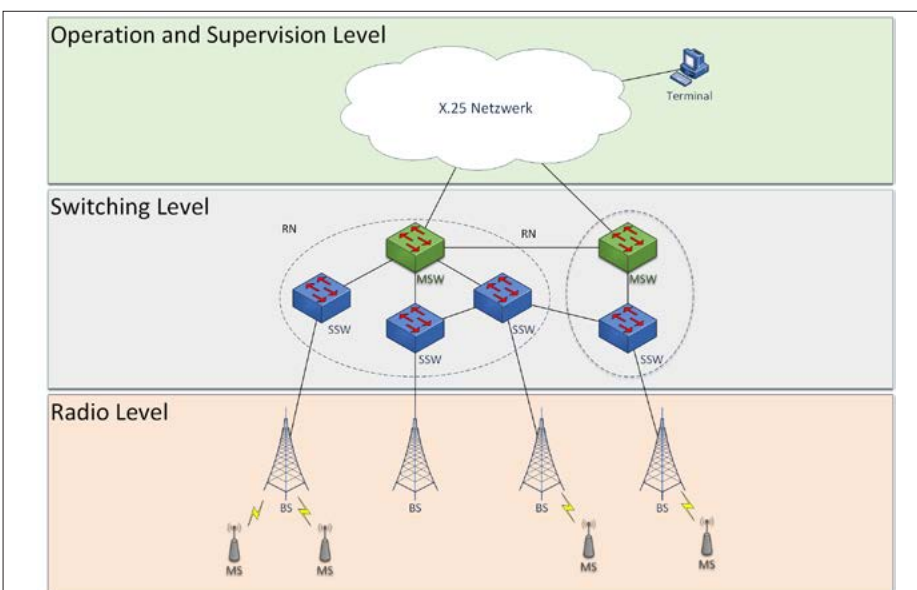 Operation and Supervision Level
Terminal
X.25 Netzwerk
Switching Level
RN
RN
MSW
MSW
SSW
SSW
SSW
SSW
Radio Level
BS
BS
BS
BS
MS
MS
MS
MS